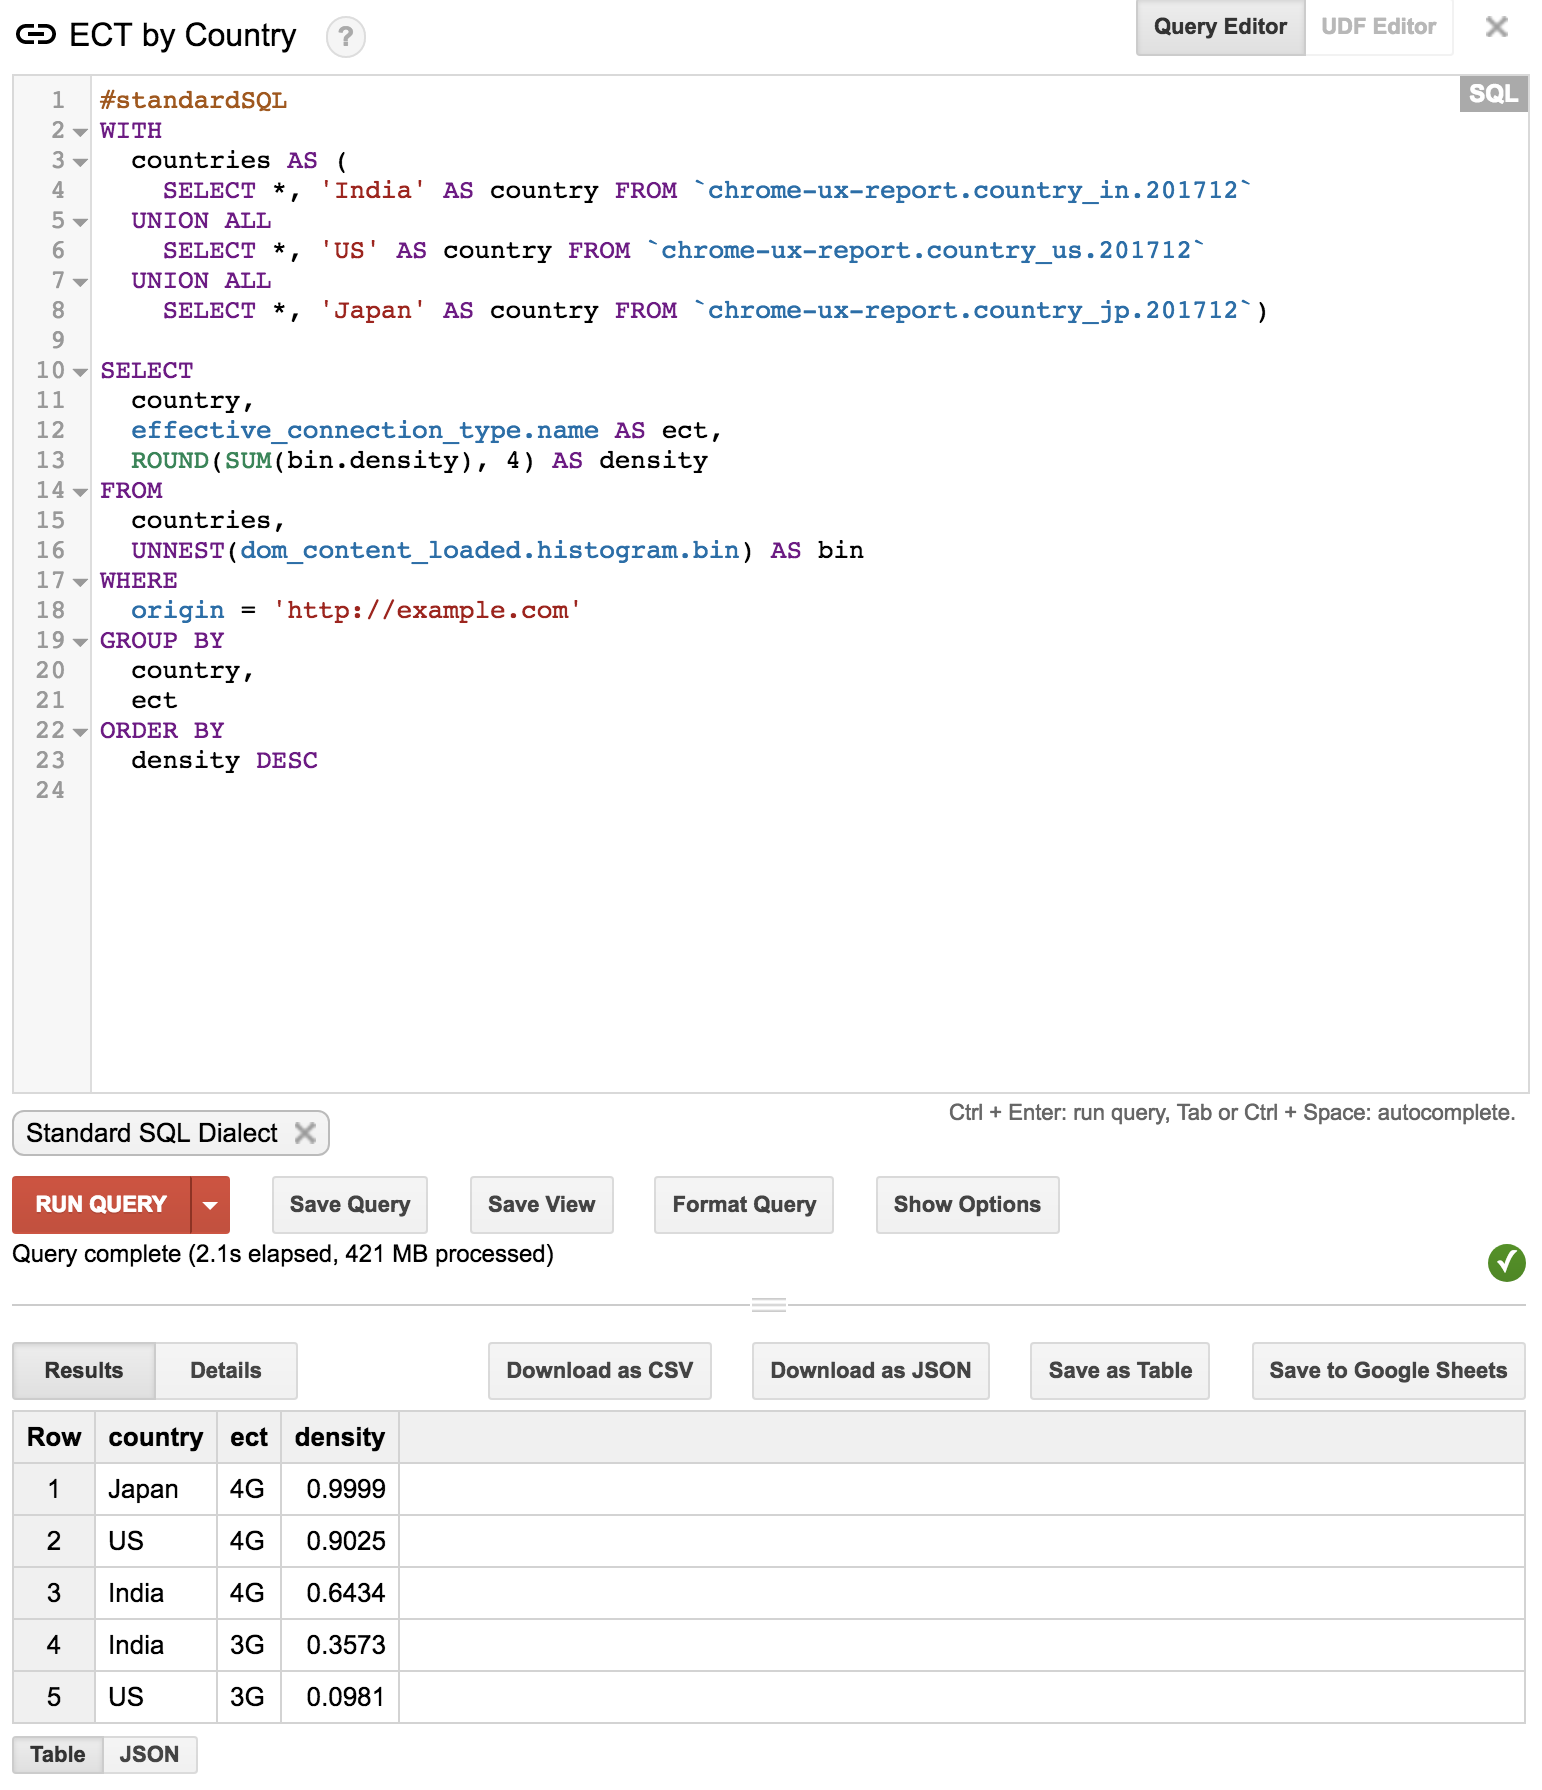 ECT by Country ?
Query Editor UDF Editor
SQL
1 #standardSQL
2 WITH
3 countries AS (
4 SELECT *, 'India' AS country FROM `chrome-ux-report.country_in.201712`
5 UNION ALL
6 SELECT *, 'US' AS country FROM `chrome-ux-report.country_us.201712`
7 UNION ALL
8 SELECT *, 'Japan' AS country FROM `chrome-ux-report.country_jp.201712`)
9
10 SELECT
11 country,
12 effective_connection_type.name AS ect,
13 ROUND(SUM(bin.density), 4) AS density
14 FROM
15 countries,
16 UNNEST(dom_content_loaded.histogram.bin) AS bin
17 WHERE
18 origin = 'http://example.com'
19 GROUP BY
20 country,
21 ect
22 ORDER BY
23 density DESC
24
Ctrl + Enter: run query, Tab or Ctrl + Space: autocomplete.
Standard SQL Dialect
RUN QUERY Save Query Save View Format Query Show Options
Query complete (2.1s elapsed, 421 MB processed)
Results Details Download as CSV Download as JSON Save as Table Save to Google Sheets
Row country ect density
1 Japan 4G 0.9999
2 US 4G 0.9025
3 India 4G 0.6434
4 India 3G 0.3573
5 US 3G 0.0981
Table JSON